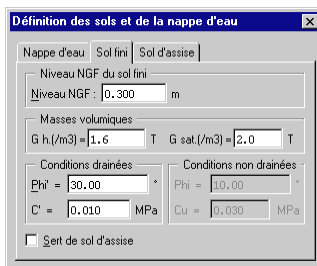 Définition des sols et de la nappe d'eau
Nappe d'eau Sol fini Sol d'assise
Niveau NGF du sol fini
Niveau NGF : 0.300 m
Masses volumiques
G h.(/m3) = 1.6 T G sat.(/m3) = 2.0 T
Conditions drainées Conditions non drainées
Phi' = 30.00 ° Phi = 10.00 °
C' = 0.010 MPa Cu = 0.030 MPa
Sert de sol d'assise